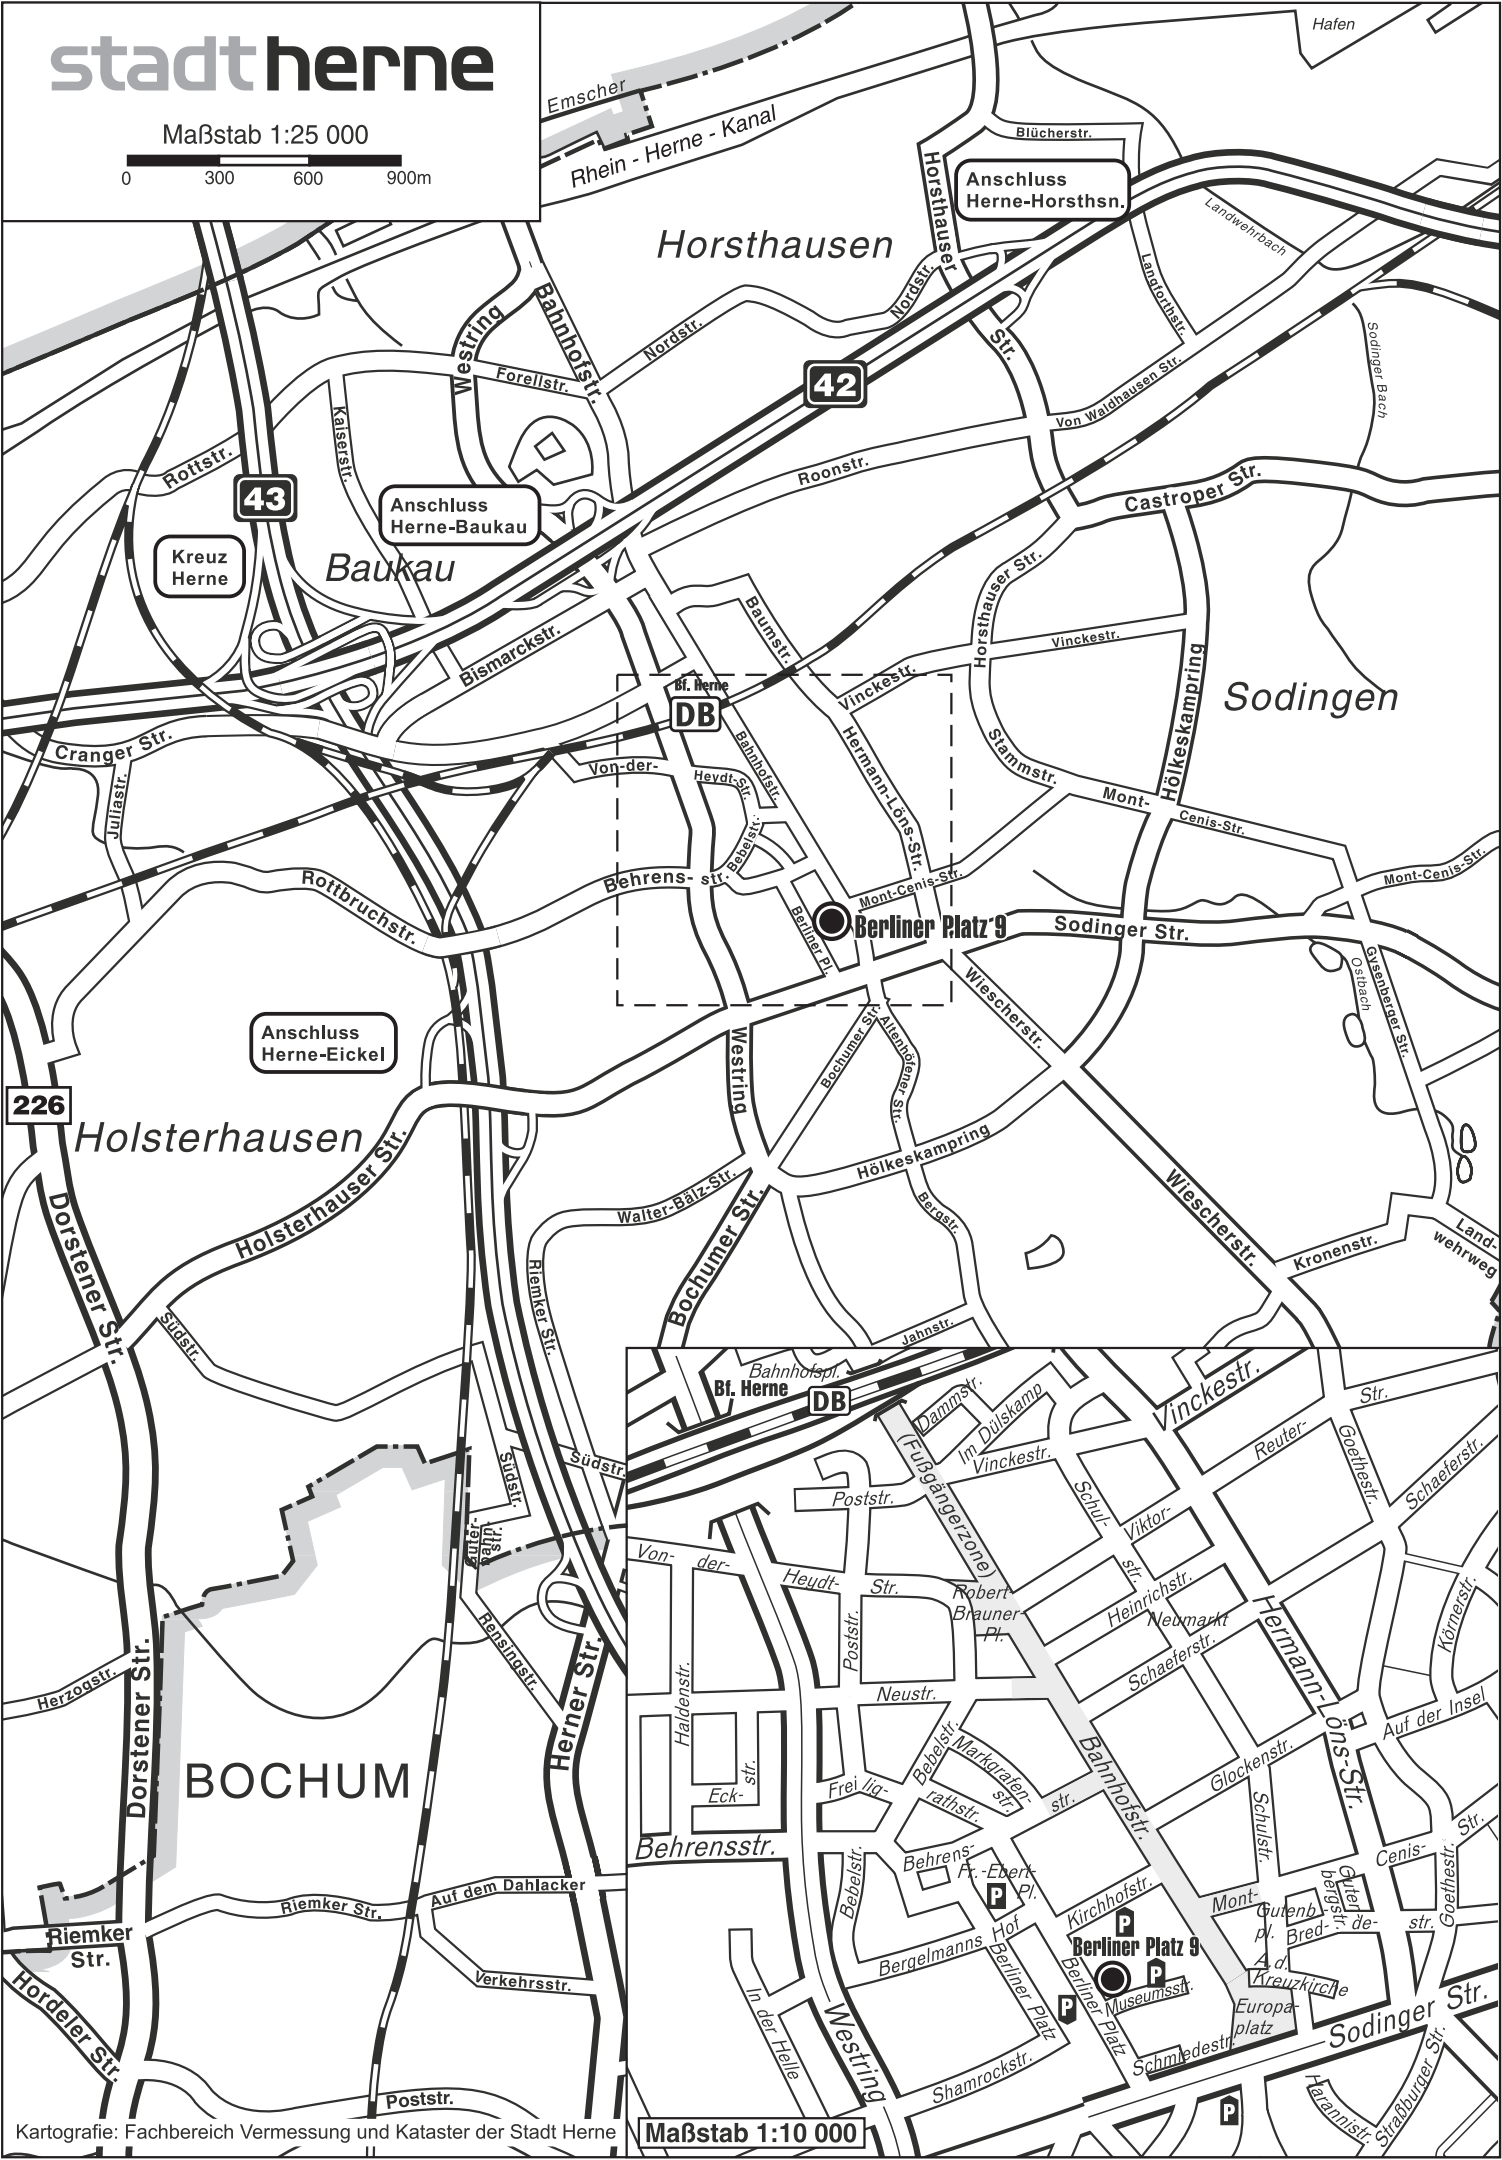 stadtherne
Maßstab 1:25 000
0 300 600 900m
Hafen
Emscher
Rhein - Herne - Kanal
Blücherstr.
Horsthauser
Anschluss
Herne-Horsthsn.
Landwehrbach
Horsthausen
Nordstr.
Langforthstr.
Westring
Bahnhofstr.
Nordstr.
Str.
Sodinger Bach
Forellstr.
42
Von Waldhausen Str.
Kaiserstr.
Rottstr.
Roonstr.
Castroper Str.
43
Anschluss
Herne-Baukau
Kreuz
Herne
Baukau
Horsthauser Str.
Baumstr.
Bismarckstr.
Vinckestr.
Vinckestr.
Hölkeskampring
Sodingen
Bf. Herne
DB
Cranger Str.
Juliastr.
Von-der-
Heydt-Str.
Bahnhofstr.
Hermann-Löns-Str.
Stammstr.
Mont-
Cenis-Str.
Bebelstr.
Mont-Cenis-Str.
Rottbruchstr.
Behrens-
str.
Mont-Cenis-Str.
Berliner Pl.
Berliner Platz 9
Sodinger Str.
Gysenberger Str.
Ostbach
Wiescherstr.
Anschluss
Herne-Eickel
Westring
Bochumer Str.
Altenhöfener Str.
226
Holsterhausen
Holsterhauser Str.
Hölkeskampring
Dorstener Str.
Walter-Bälz-Str.
Bochumer Str.
Bergstr.
Wiescherstr.
Kronenstr.
Land-
wehrweg
Riemker Str.
Südstr.
Jahnstr.
Südstr.
Südstr.
Güter-
bahn-
str.
Rensingstr.
Herzogstr.
Dorstener Str.
Herner Str.
BOCHUM
Auf dem Dahlacker
Riemker Str.
Riemker
Str.
Verkehrsstr.
Hordeler Str.
Poststr.
Kartografie: Fachbereich Vermessung und Kataster der Stadt Herne
Bahnhofspl.
Bf. Herne
DB
Dammstr.
Im Dülskamp
Vinckestr.
Str.
(Fußgängerzone)
Vinckestr.
Reuter-
Goethestr.
Schaeferstr.
Poststr.
Schul-
str.
Viktor-
Von-
der-
Heydt-
Str.
Robert-
Brauner-
Pl.
Heinrichstr.
Neumarkt
Körnerstr.
Poststr.
Schaeferstr.
Hermann-
Löns-Str.
Haldenstr.
Neustr.
Auf der Insel
Bebelstr.
Markgrafen-
str.
Bahnhofstr.
Glockenstr.
Eck-
str.
Freilig-
rathstr.
str.
Schulstr.
Str.
Behrensstr.
Behrens-
Cenis-
Goethestr.
Bebelstr.
Fr.-Ebert-
Pl.
P
Kirchhofstr.
Mont-
Gutenb.-
pl.
Guten-
bergstr.
Bred-
de-
str.
P
Bergelmanns Hof
Berliner Platz 9
A. d.
Kreuzkirche
P
In der Helle
Berliner Platz
Berliner Platz
P
Museumsstr.
Europa-
platz
Sodinger Str.
Westring
Schmiedestr.
Shamrockstr.
P
Harannistr.
Straßburger Str.
Maßstab 1:10 000